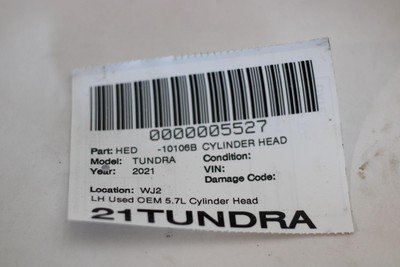 0000005527
Part: HED -10106B CYLINDER HEAD
Model: TUNDRA Condition:
Year: 2021 VIN:
Damage Code:
Location: WJ2
LH Used OEM 5.7L Cylinder Head
21TUNDRA